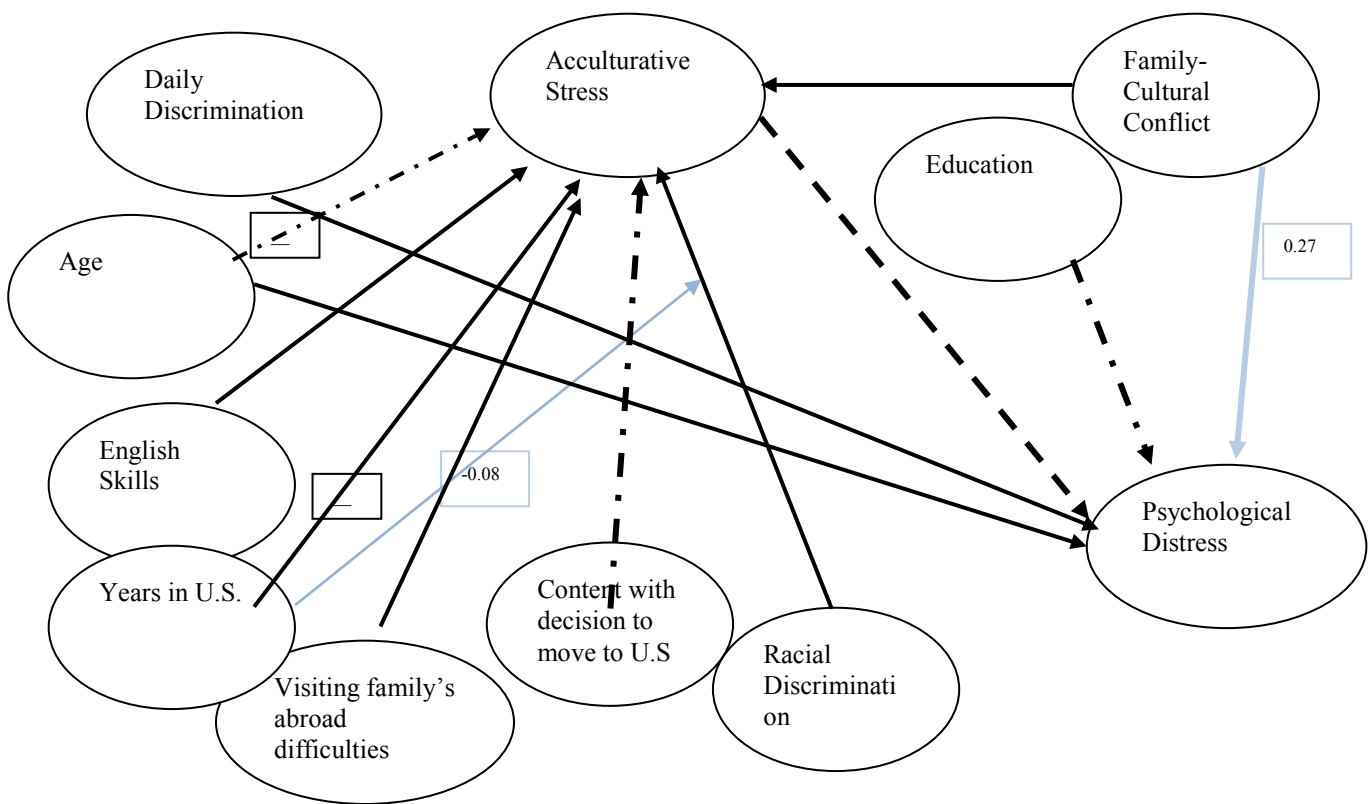 Daily
Discrimination
Acculturative
Stress
Family-
Cultural
Conflict
Education
Age
—
0.27
English
Skills
—
-0.08
Psychological
Distress
Years in U.S.
Content with
decision to
move to U.S
Racial
Discriminati
on
Visiting family’s
abroad
difficulties